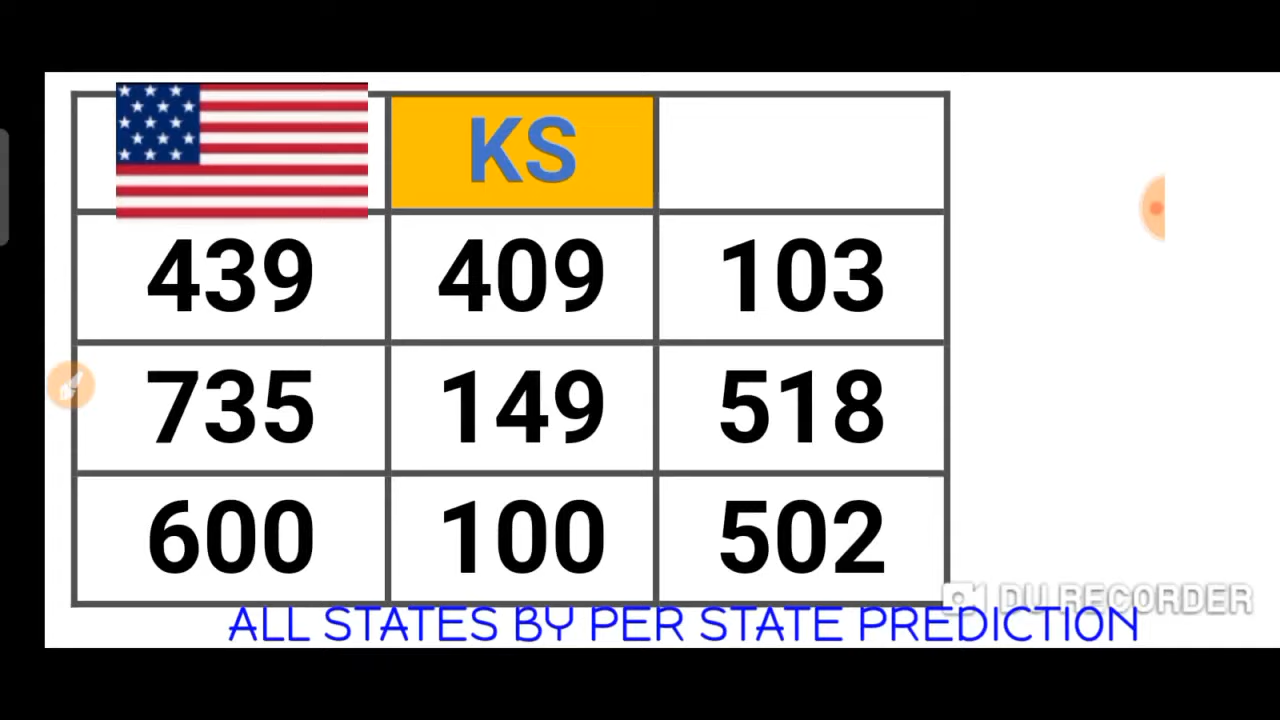 KS
439 409 103
735 149 518
600 100 502
DU RECORDER
ALL STATES BY PER STATE PREDICTION